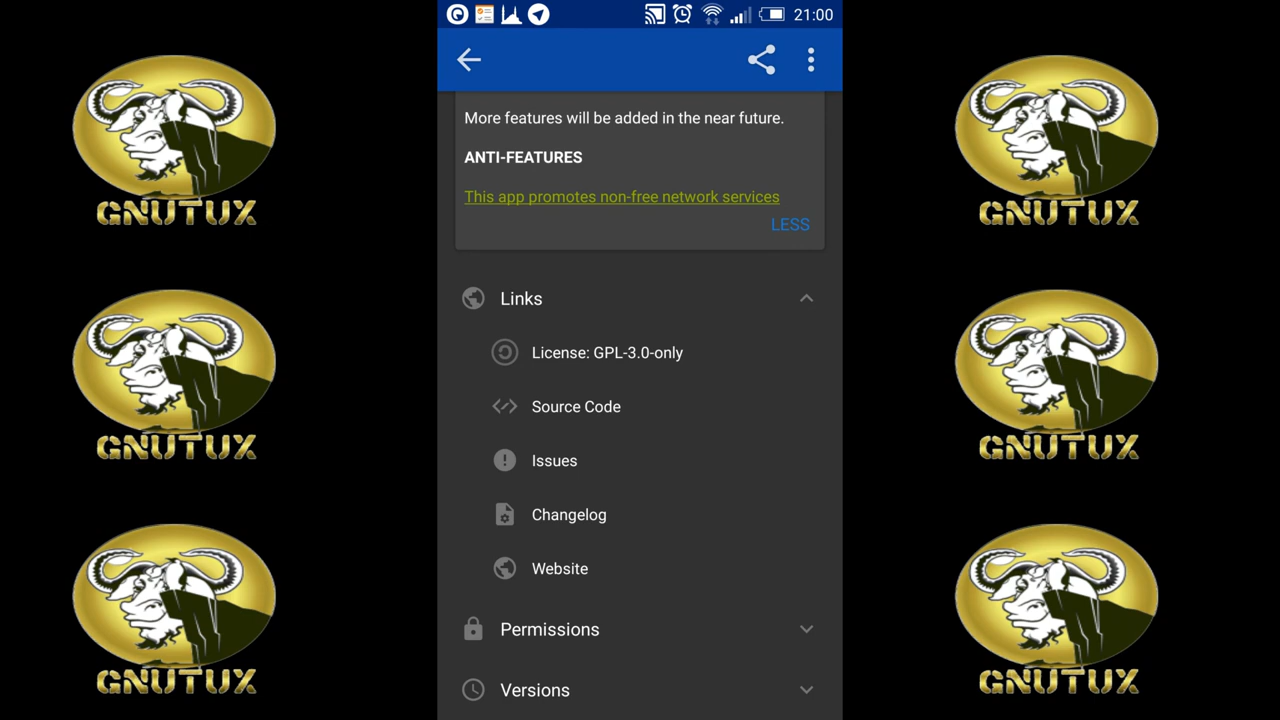 21:00
More features will be added in the near future.
ANTI-FEATURES
This app promotes non-free network services
LESS
Links
License: GPL-3.0-only
Source Code
Issues
Changelog
Website
Permissions
Versions
GNUTUX
GNUTUX
GNUTUX
GNUTUX
GNUTUX
GNUTUX